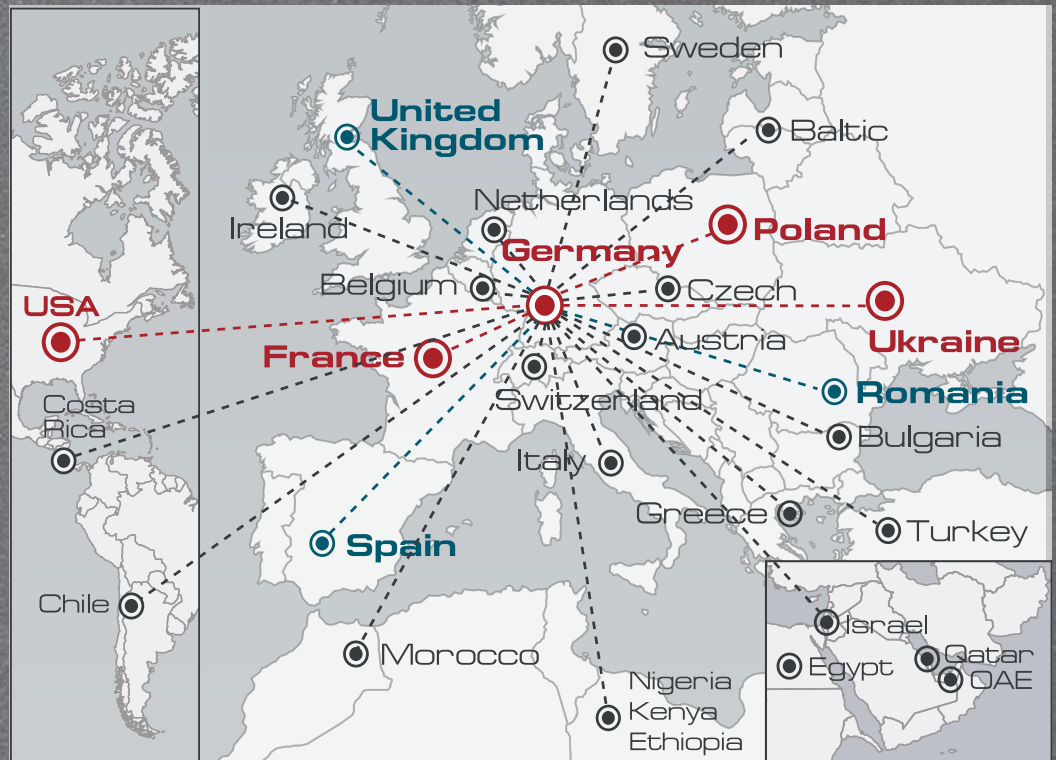 Sweden
United
Kingdom
Baltic
Netherlands
Ireland
Poland
Germany
Belgium
Czech
USA
Ukraine
Austria
France
Romania
Switzerland
Costa
Rica
Bulgaria
Italy
Greece
Turkey
Spain
Chile
Israel
Morocco
Qatar
Egypt
OAE
Nigeria
Kenya
Ethiopia